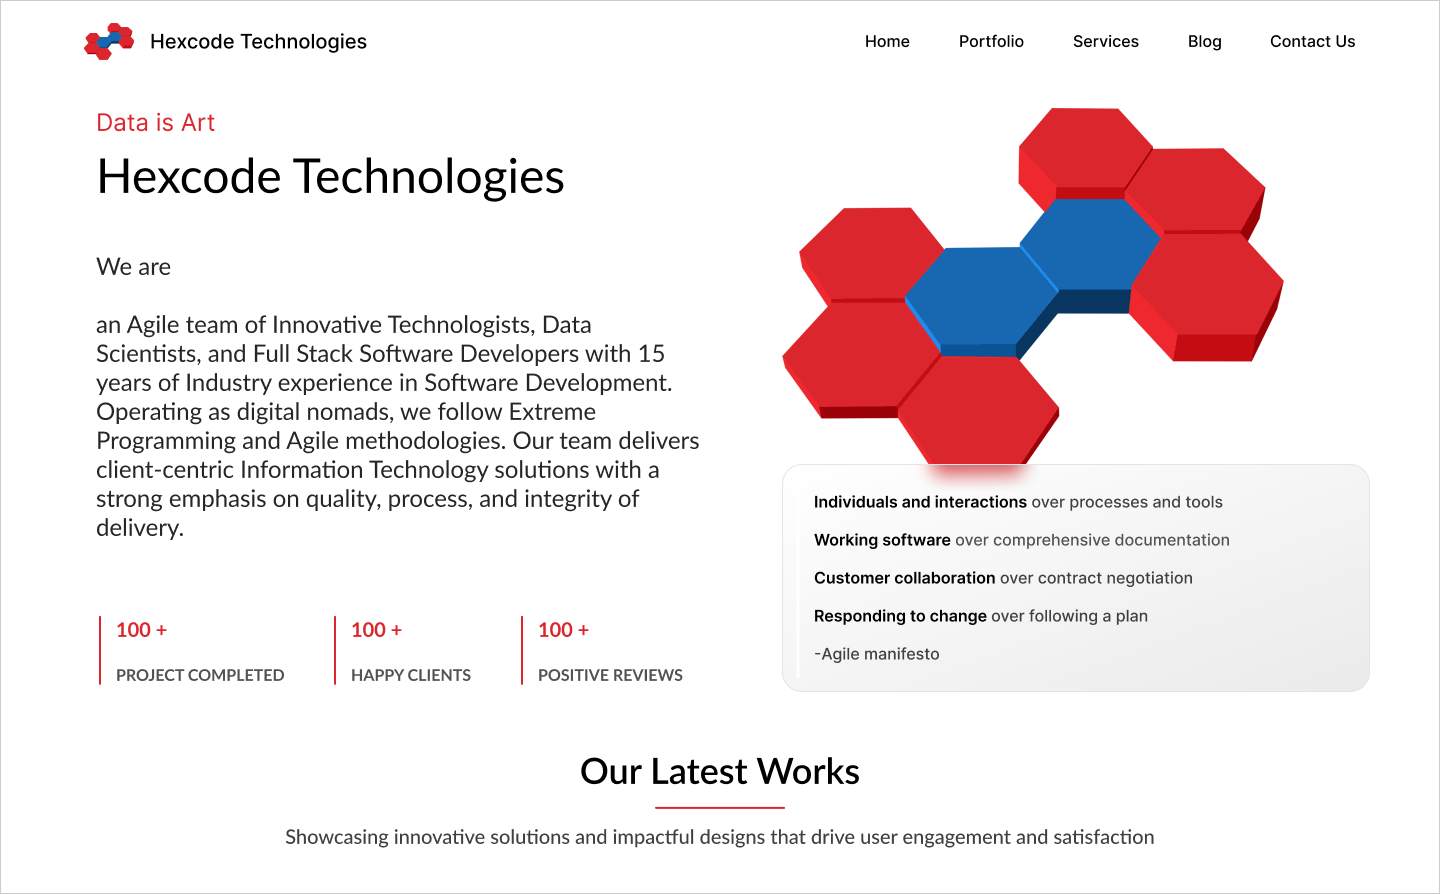 Hexcode Technologies
Home
Portfolio
Services
Blog
Contact Us
Data is Art
Hexcode Technologies
We are
an Agile team of Innovative Technologists, Data
Scientists, and Full Stack Software Developers with 15
years of Industry experience in Software Development.
Operating as digital nomads, we follow Extreme
Programming and Agile methodologies. Our team delivers
client-centric Information Technology solutions with a
strong emphasis on quality, process, and integrity of
delivery.
100 +
PROJECT COMPLETED
100 +
HAPPY CLIENTS
100 +
POSITIVE REVIEWS
Individuals and interactions over processes and tools
Working software over comprehensive documentation
Customer collaboration over contract negotiation
Responding to change over following a plan
-Agile manifesto
Our Latest Works
Showcasing innovative solutions and impactful designs that drive user engagement and satisfaction